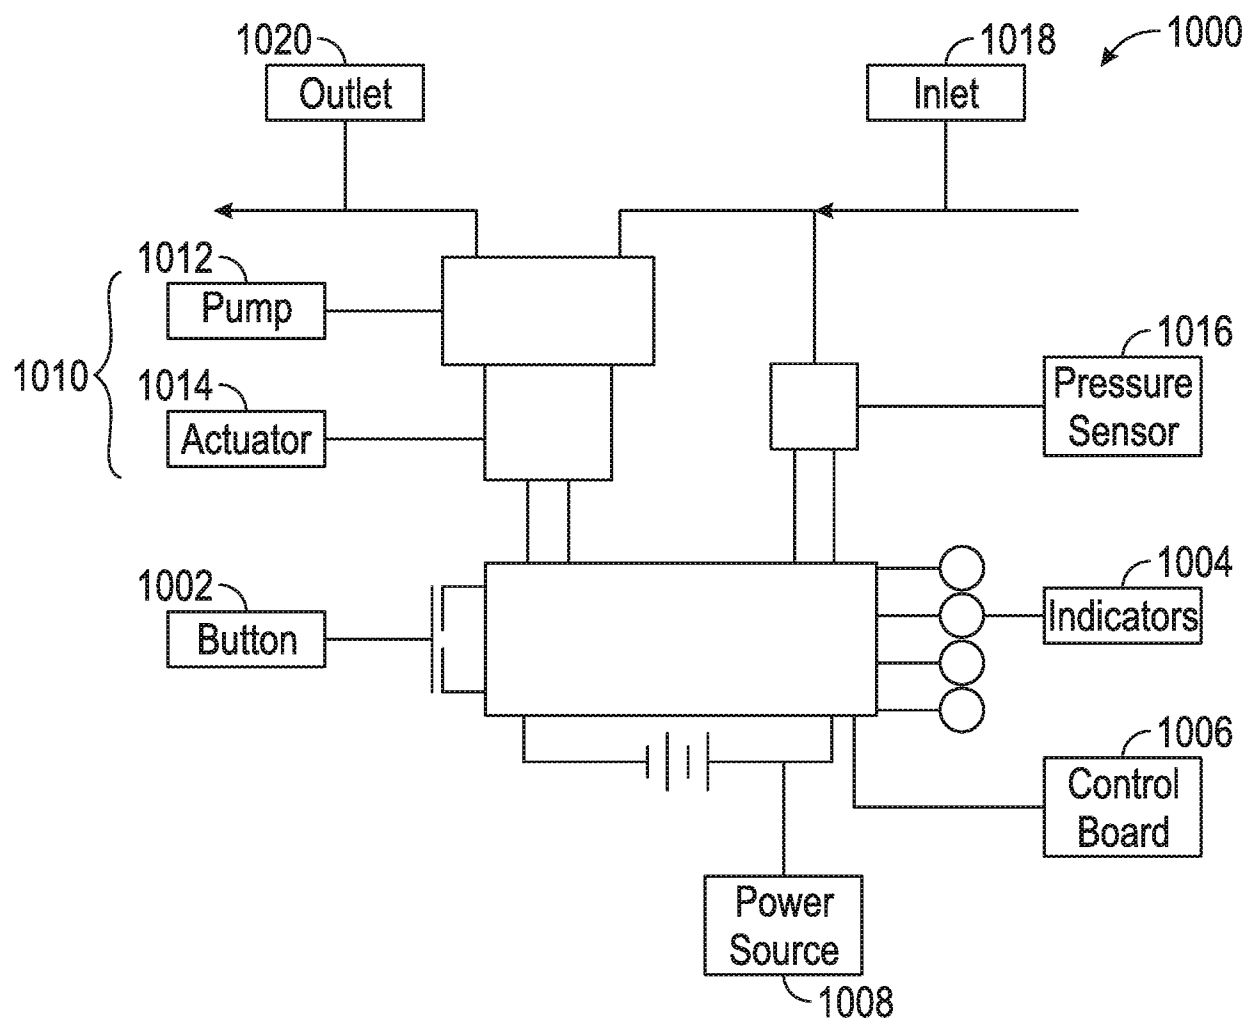 1020
1018
1000
Outlet
Inlet
1012
Pump
1010
1014
Actuator
1016
Pressure
Sensor
1002
Button
1004
Indicators
1006
Control
Board
Power
Source
1008